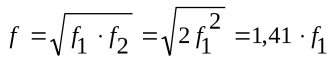 f = √(f₁ · f₂) = √(2 f₁²) = 1,41 · f₁